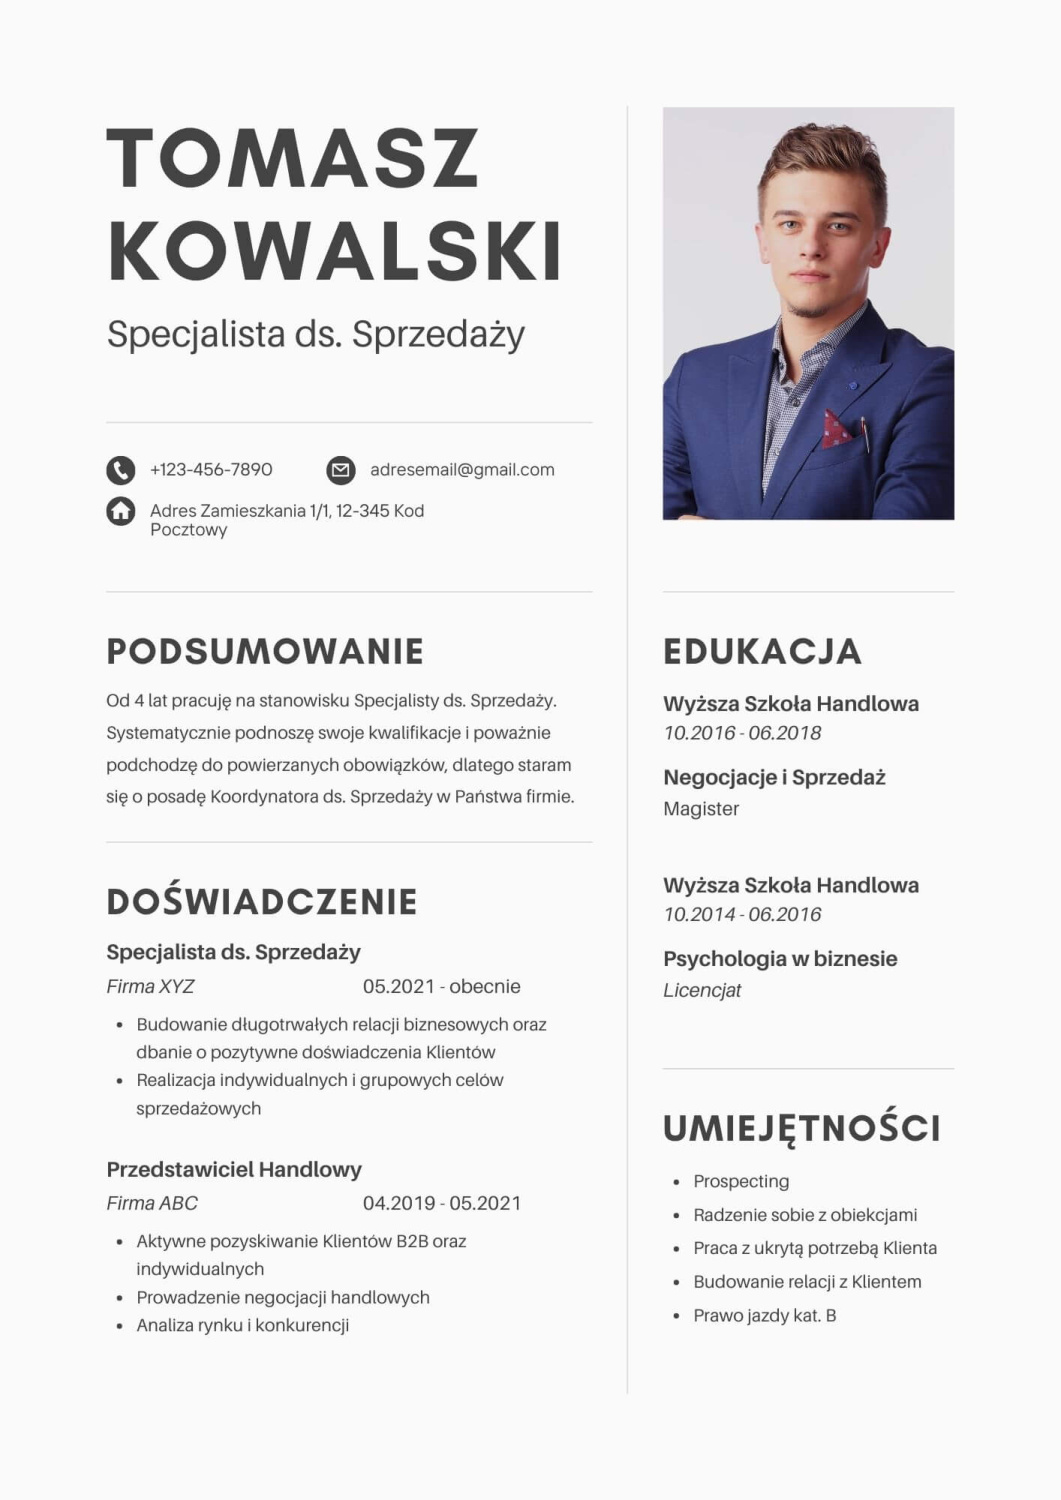 TOMASZ
KOWALSKI
Specjalista ds. Sprzedaży
+123-456-7890
adresemail@gmail.com
Adres Zamieszkania 1/1, 12-345 Kod
Pocztowy
PODSUMOWANIE
Od 4 lat pracuję na stanowisku Specjalisty ds. Sprzedaży.
Systematycznie podnoszę swoje kwalifikacje i poważnie
podchodzę do powierzanych obowiązków, dlatego staram
się o posadę Koordynatora ds. Sprzedaży w Państwa firmie.
DOŚWIADCZENIE
Specjalista ds. Sprzedaży
Firma XYZ 05.2021 - obecnie
• Budowanie długotrwałych relacji biznesowych oraz
dbanie o pozytywne doświadczenia Klientów
• Realizacja indywidualnych i grupowych celów
sprzedażowych
Przedstawiciel Handlowy
Firma ABC 04.2019 - 05.2021
• Aktywne pozyskiwanie Klientów B2B oraz
indywidualnych
• Prowadzenie negocjacji handlowych
• Analiza rynku i konkurencji
EDUKACJA
Wyższa Szkoła Handlowa
10.2016 - 06.2018
Negocjacje i Sprzedaż
Magister
Wyższa Szkoła Handlowa
10.2014 - 06.2016
Psychologia w biznesie
Licencjat
UMIEJĘTNOŚCI
• Prospecting
• Radzenie sobie z obiekcjami
• Praca z ukrytą potrzebą Klienta
• Budowanie relacji z Klientem
• Prawo jazdy kat. B